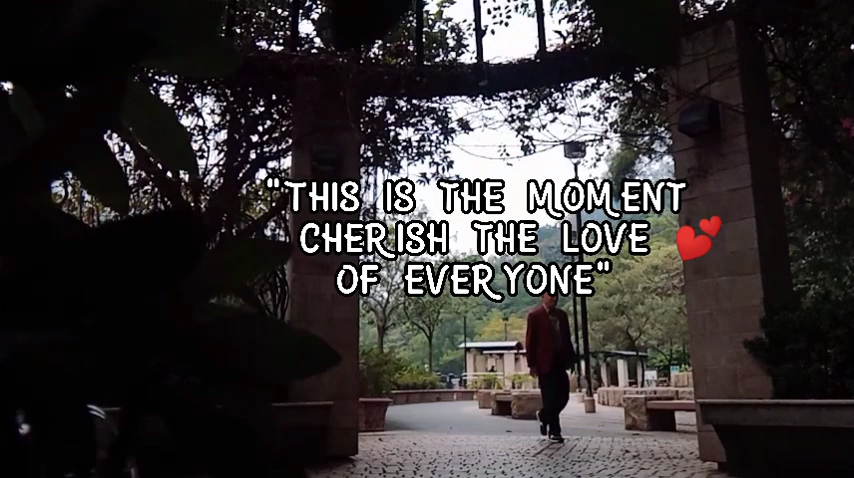 "THIS IS THE MOMENT
CHERISH THE LOVE 💕
OF EVERYONE"